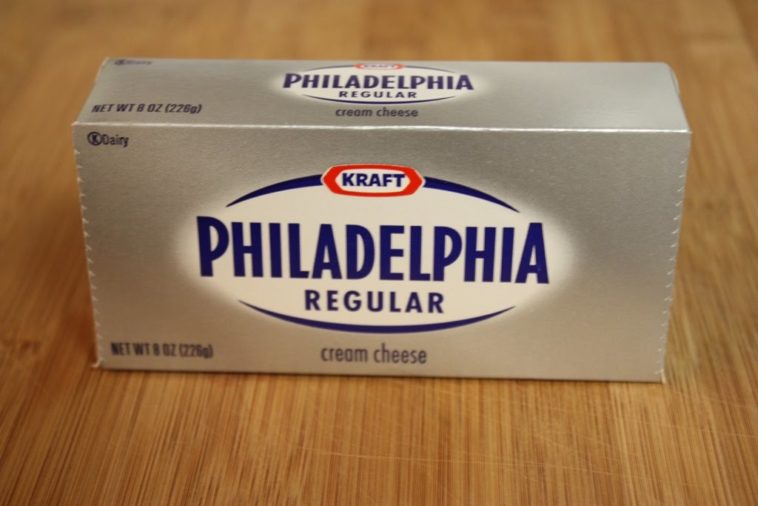 KRAFT
PHILADELPHIA
REGULAR
cream cheese
NET WT 8 OZ (226g)
ⓀDairy
KRAFT
PHILADELPHIA
REGULAR
NET WT 8 OZ (226g)
cream cheese